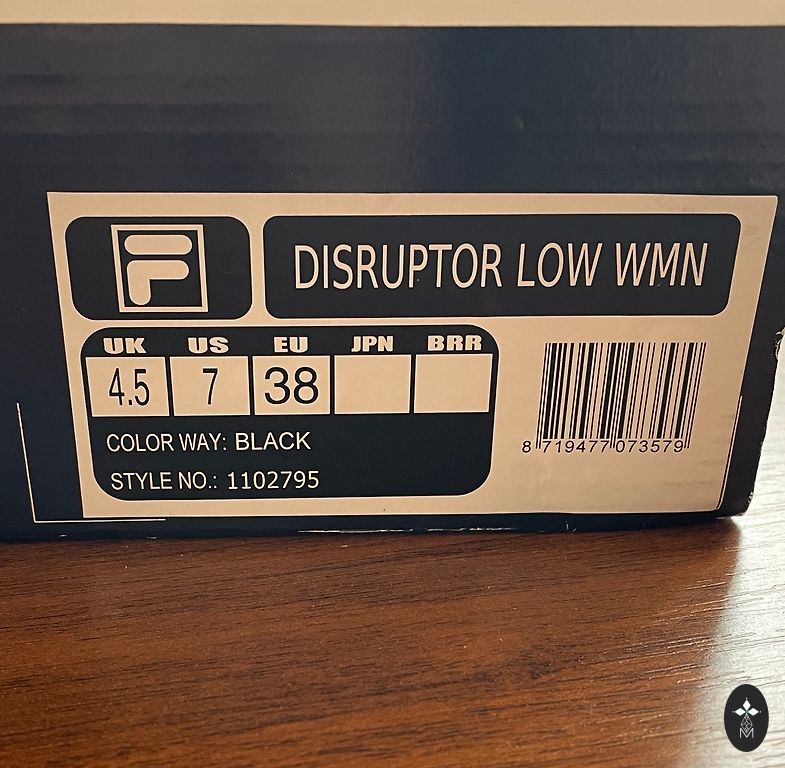 F
DISRUPTOR LOW WMN
UK US EU JPN BRR
4.5 7 38
COLOR WAY: BLACK
STYLE NO.: 1102795
8 719477 073579
M